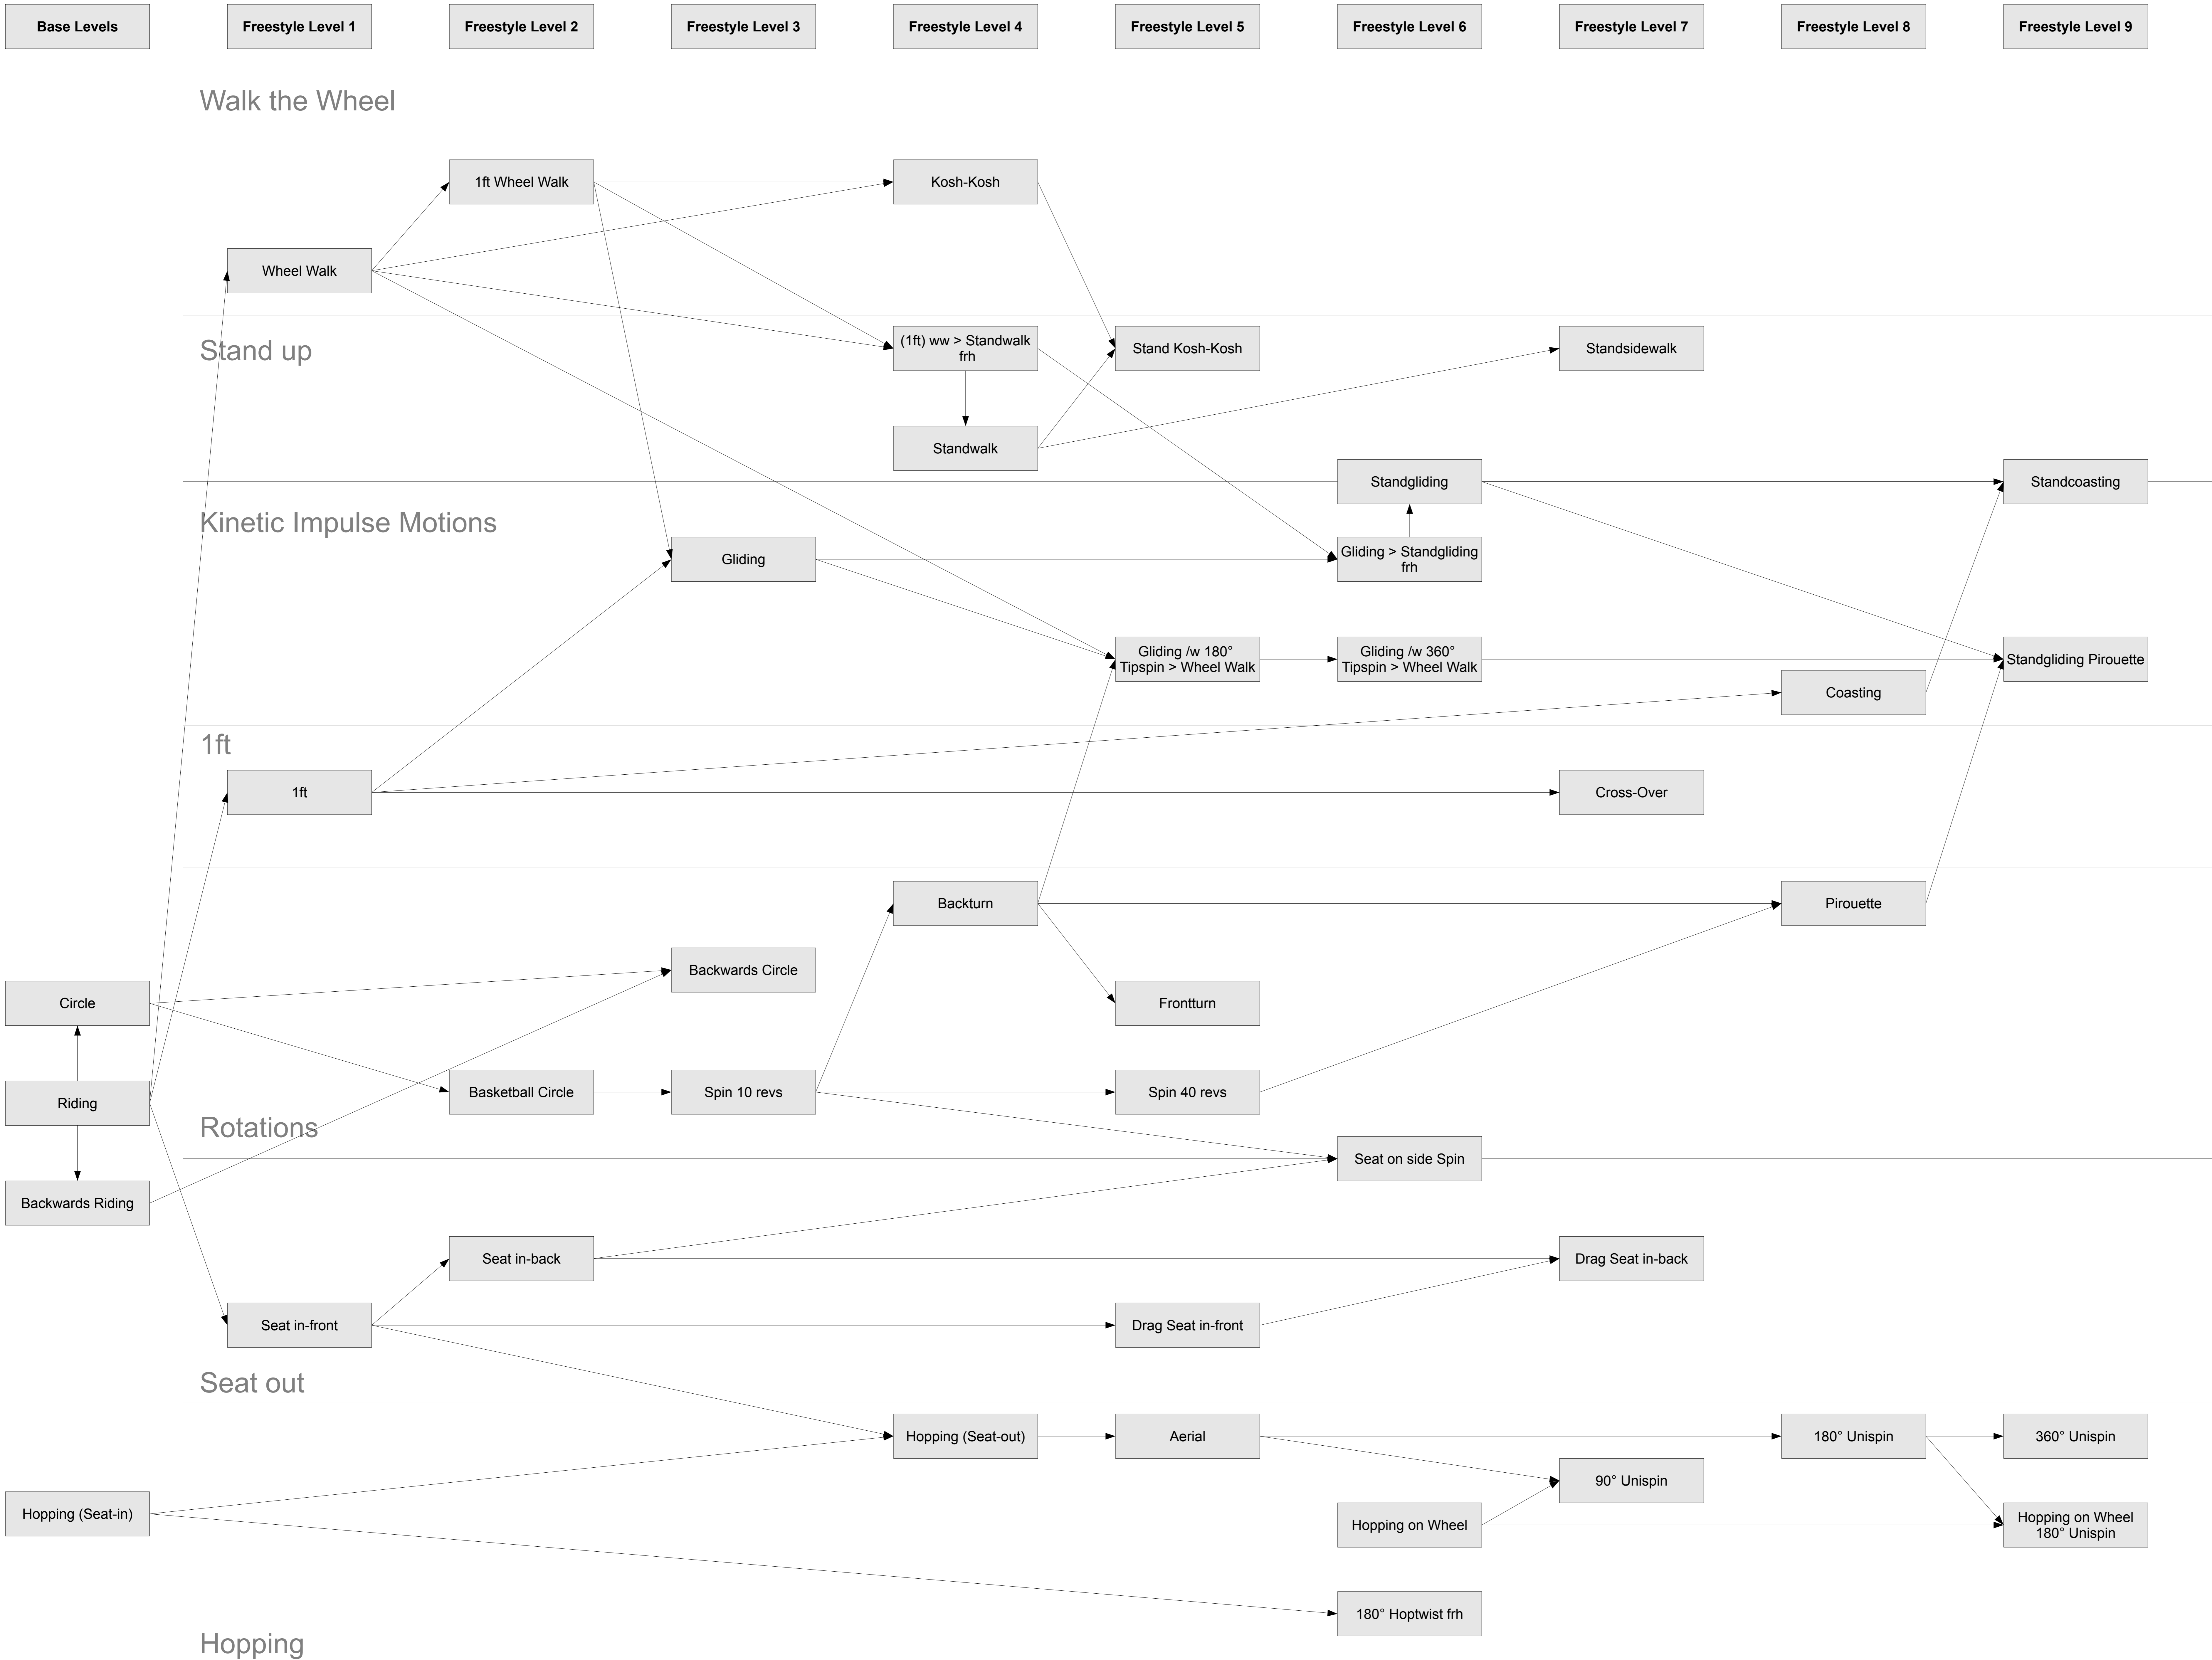 Base Levels
Freestyle Level 1
Freestyle Level 2
Freestyle Level 3
Freestyle Level 4
Freestyle Level 5
Freestyle Level 6
Freestyle Level 7
Freestyle Level 8
Freestyle Level 9
Walk the Wheel
1ft Wheel Walk
Kosh-Kosh
Wheel Walk
Stand up
(1ft) ww > Standwalk
frh
Stand Kosh-Kosh
Standsidewalk
Standwalk
Standgliding
Standcoasting
Kinetic Impulse Motions
Gliding
Gliding > Standgliding
frh
Gliding /w 180°
Tipspin > Wheel Walk
Gliding /w 360°
Tipspin > Wheel Walk
Standgliding Pirouette
Coasting
1ft
1ft
Cross-Over
Backturn
Pirouette
Backwards Circle
Circle
Frontturn
Riding
Basketball Circle
Spin 10 revs
Spin 40 revs
Rotations
Seat on side Spin
Backwards Riding
Seat in-back
Drag Seat in-back
Seat in-front
Drag Seat in-front
Seat out
Hopping (Seat-out)
Aerial
180° Unispin
360° Unispin
90° Unispin
Hopping (Seat-in)
Hopping on Wheel
Hopping on Wheel
180° Unispin
180° Hoptwist frh
Hopping